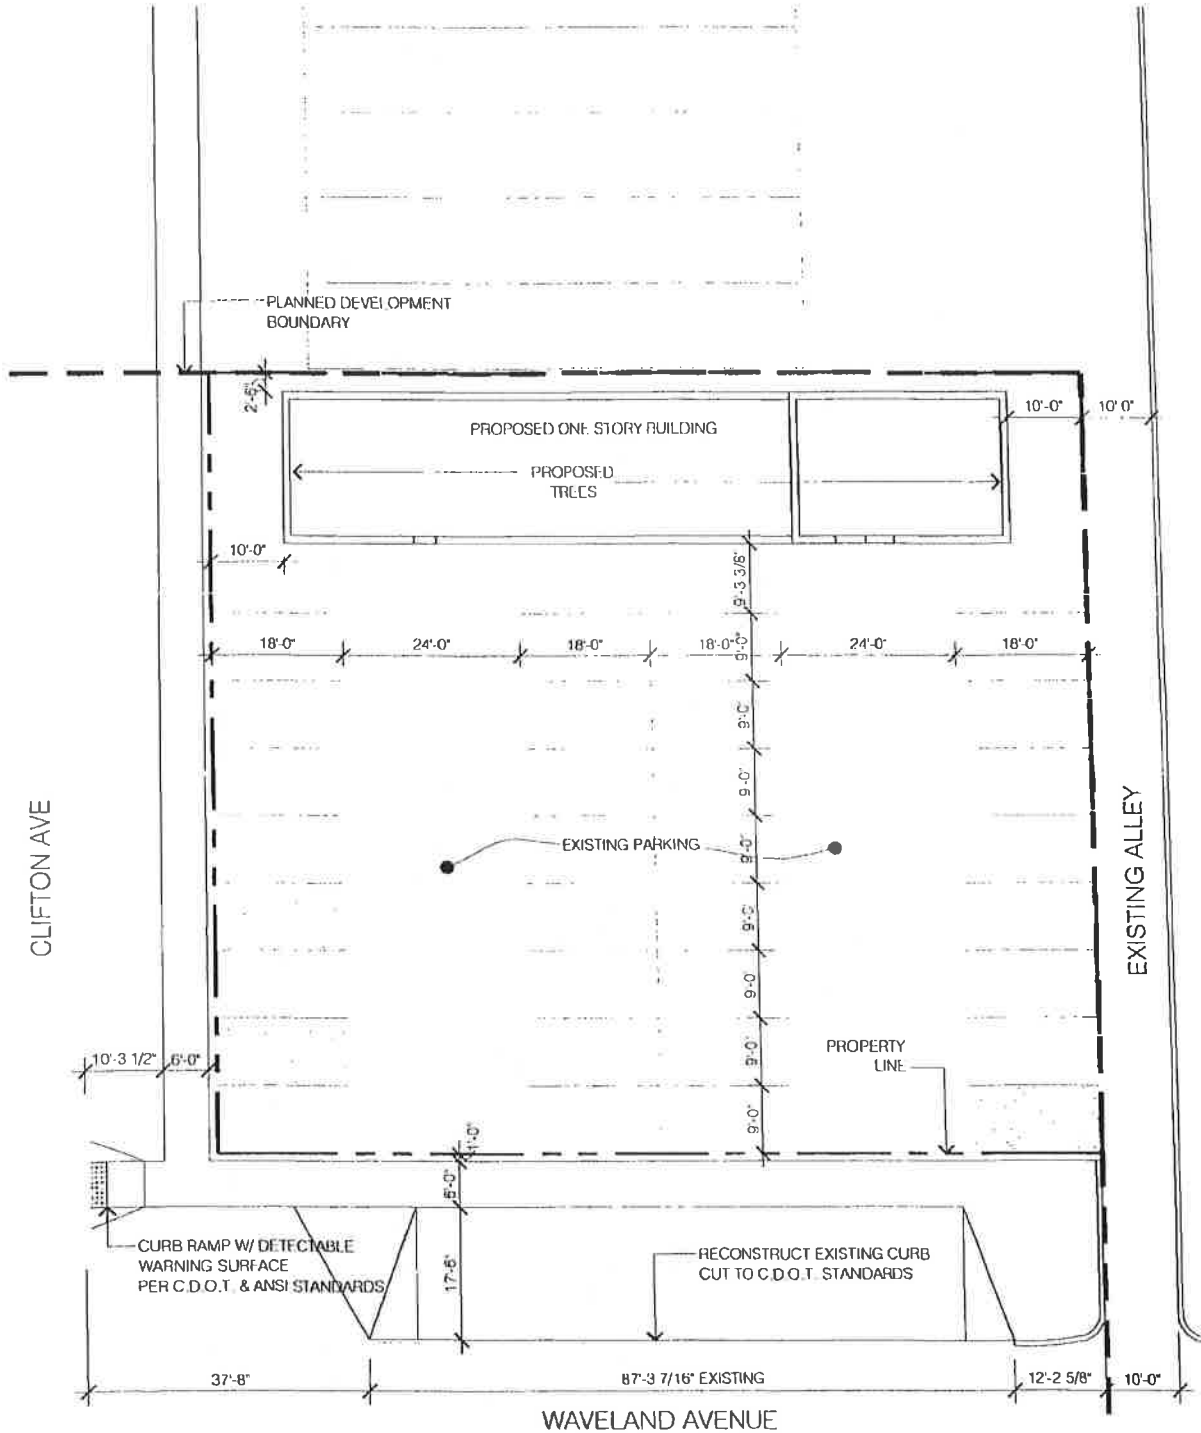 PLANNED DEVELOPMENT
BOUNDARY
2'-6"
PROPOSED ONE STORY BUILDING
10'-0"
10'0"
PROPOSED
TREES
10'-0"
9'-3 3/8"
18'-0"
24'-0"
18'-0"
18'-0"
9'-0"
24'-0"
18'-0"
9'-0"
9'-0"
EXISTING PARKING
9'-0"
CLIFTON AVE
EXISTING ALLEY
9'-0"
9'-0"
10'-3 1/2"
6'-0"
9'-0"
PROPERTY
LINE
9'-0"
1'-0"
6'-0"
CURB RAMP W/ DETECTABLE
WARNING SURFACE
PER C.D.O.T. & ANSI STANDARDS
17'-6"
RECONSTRUCT EXISTING CURB
CUT TO C.D.O.T. STANDARDS
37'-8"
87'-3 7/16" EXISTING
12'-2 5/8"
10'-0"
WAVELAND AVENUE